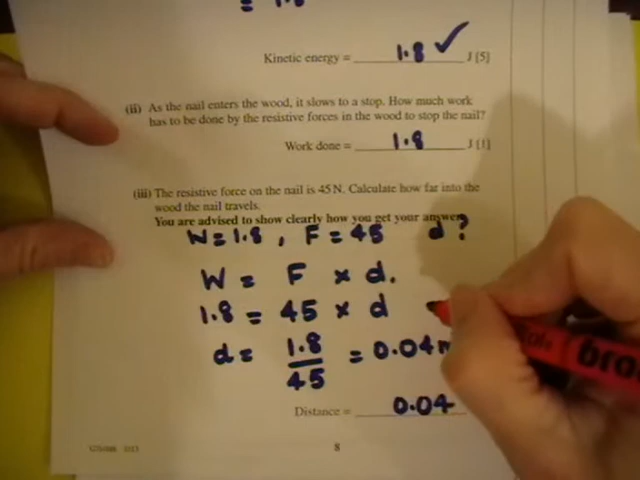 = 1.8
Kinetic energy = 1.8 ✓ J [5]
(ii) As the nail enters the wood, it slows to a stop. How much work
has to be done by the resistive forces in the wood to stop the nail?
Work done = 1.8 J [1]
(iii) The resistive force on the nail is 45 N. Calculate how far into the
wood the nail travels.
You are advised to show clearly how you get your answer.
W = 1.8 , F = 45 d?
W = F × d.
1.8 = 45 × d
d = 1.8/45 = 0.04m
Distance = 0.04
8